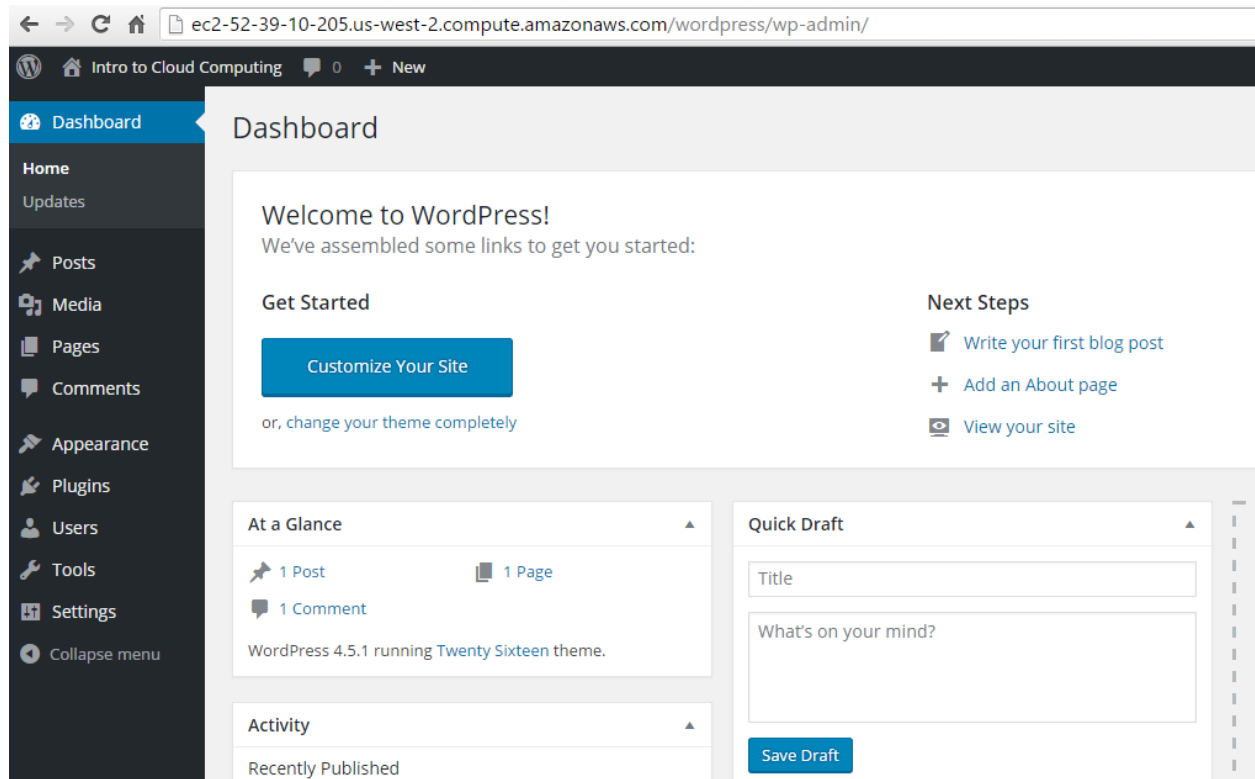 ec2-52-39-10-205.us-west-2.compute.amazonaws.com/wordpress/wp-admin/
Intro to Cloud Computing 0 New
Dashboard
Home
Updates
Posts
Media
Pages
Comments
Appearance
Plugins
Users
Tools
Settings
Collapse menu
Dashboard
Welcome to WordPress!
We've assembled some links to get you started:
Get Started
Customize Your Site
or, change your theme completely
Next Steps
Write your first blog post
Add an About page
View your site
At a Glance
1 Post 1 Page
1 Comment
WordPress 4.5.1 running Twenty Sixteen theme.
Activity
Recently Published
Quick Draft
Title
What's on your mind?
Save Draft